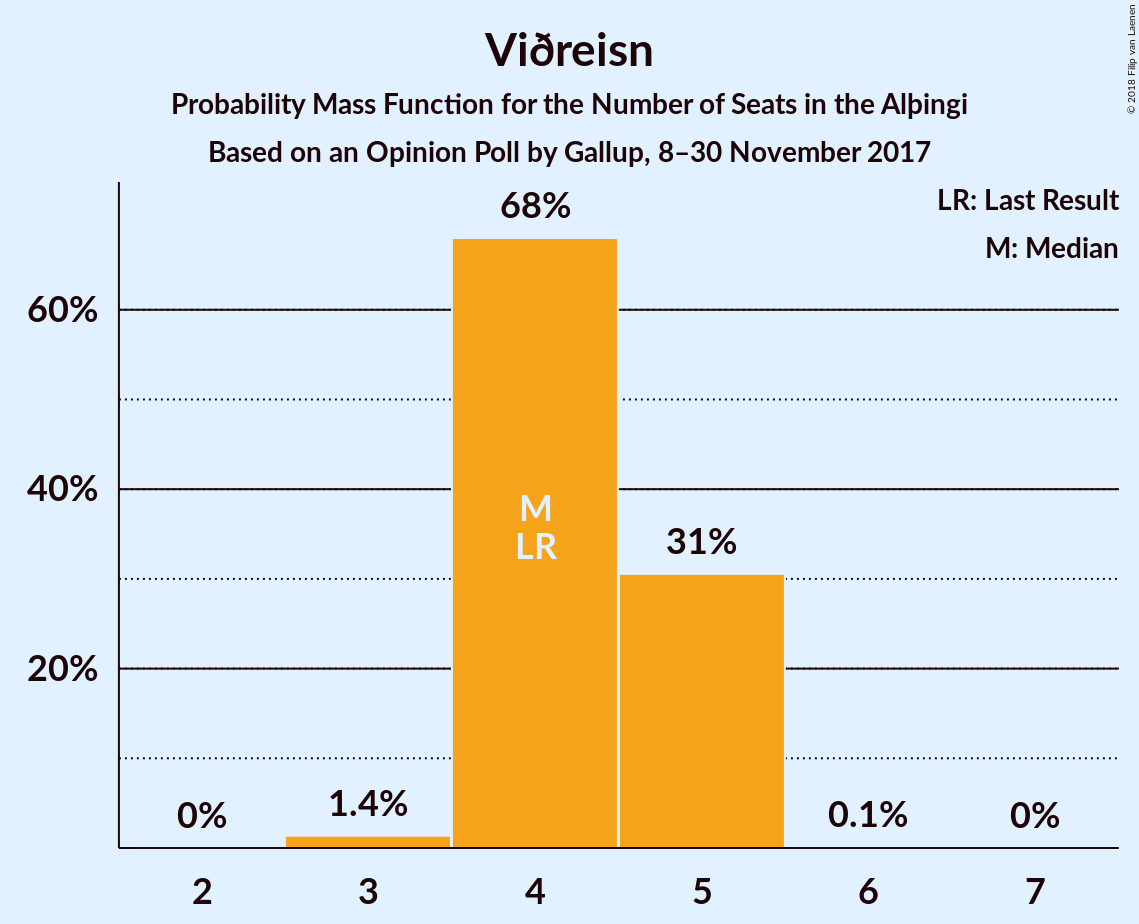 Viðreisn
Probability Mass Function for the Number of Seats in the Alþingi
Based on an Opinion Poll by Gallup, 8–30 November 2017
© 2018 Filip van Laenen
LR: Last Result
M: Median
68%
60%
40%
M
LR
31%
20%
0%
1.4%
0.1%
0%
2 3 4 5 6 7